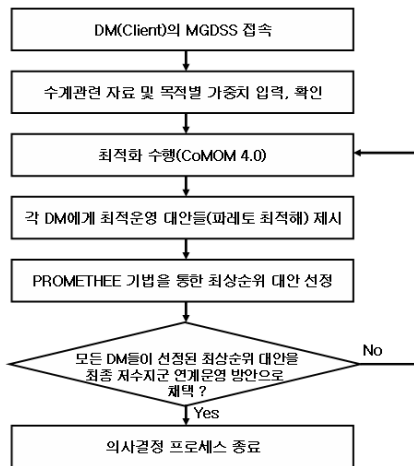 DM(Client)의 MGDSS 접속
수계관련 자료 및 목적별 가중치 입력, 확인
최적화 수행(CoMOM 4.0)
각 DM에게 최적운영 대안들(파레토 최적해) 제시
PROMETHEE 기법을 통한 최상순위 대안 선정
모든 DM들이 선정된 최상순위 대안을
최종 저수지군 연계운영 방안으로
채택 ?
No
Yes
의사결정 프로세스 종료